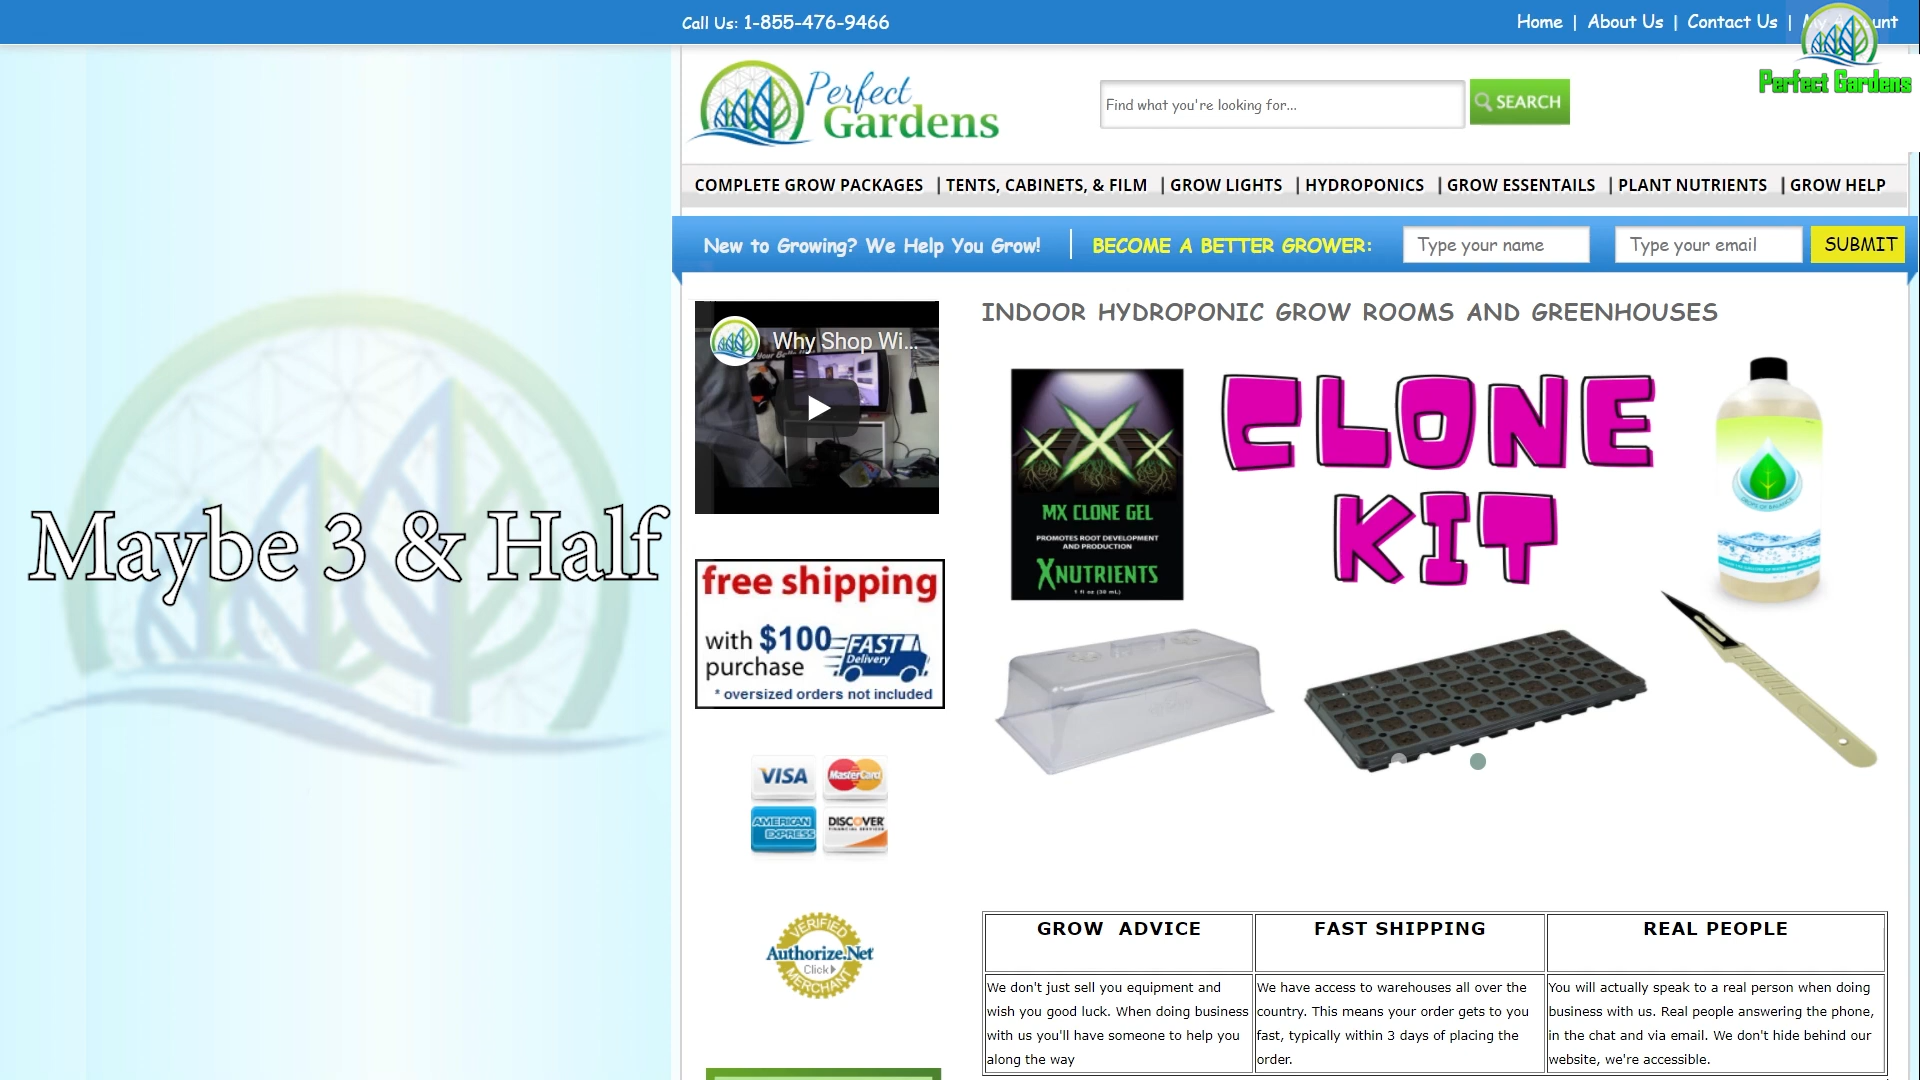 Call Us: 1-855-476-9466
Home | About Us | Contact Us |
Perfect Gardens
Perfect
Gardens
Find what you're looking for...
SEARCH
COMPLETE GROW PACKAGES | TENTS, CABINETS, & FILM | GROW LIGHTS | HYDROPONICS | GROW ESSENTAILS | PLANT NUTRIENTS | GROW HELP
New to Growing? We Help You Grow!
BECOME A BETTER GROWER:
Type your name
Type your email
SUBMIT
Why Shop Wi...
INDOOR HYDROPONIC GROW ROOMS AND GREENHOUSES
CLONE
KIT
MX CLONE GEL
PROMOTES ROOT DEVELOPMENT
AND PRODUCTION
XNUTRIENTS
1 fl oz (30 mL)
Maybe 3 & Half
free shipping
with $100
purchase
FAST
Delivery
* oversized orders not included
VISA
MasterCard
AMERICAN
EXPRESS
DISCOVER
VERIFIED
Authorize.Net
Click
MERCHANT
GROW ADVICE
We don't just sell you equipment and
wish you good luck. When doing business
with us you'll have someone to help you
along the way
FAST SHIPPING
We have access to warehouses all over the
country. This means your order gets to you
fast, typically within 3 days of placing the
order.
REAL PEOPLE
You will actually speak to a real person when doing
business with us. Real people answering the phone,
in the chat and via email. We don't hide behind our
website, we're accessible.